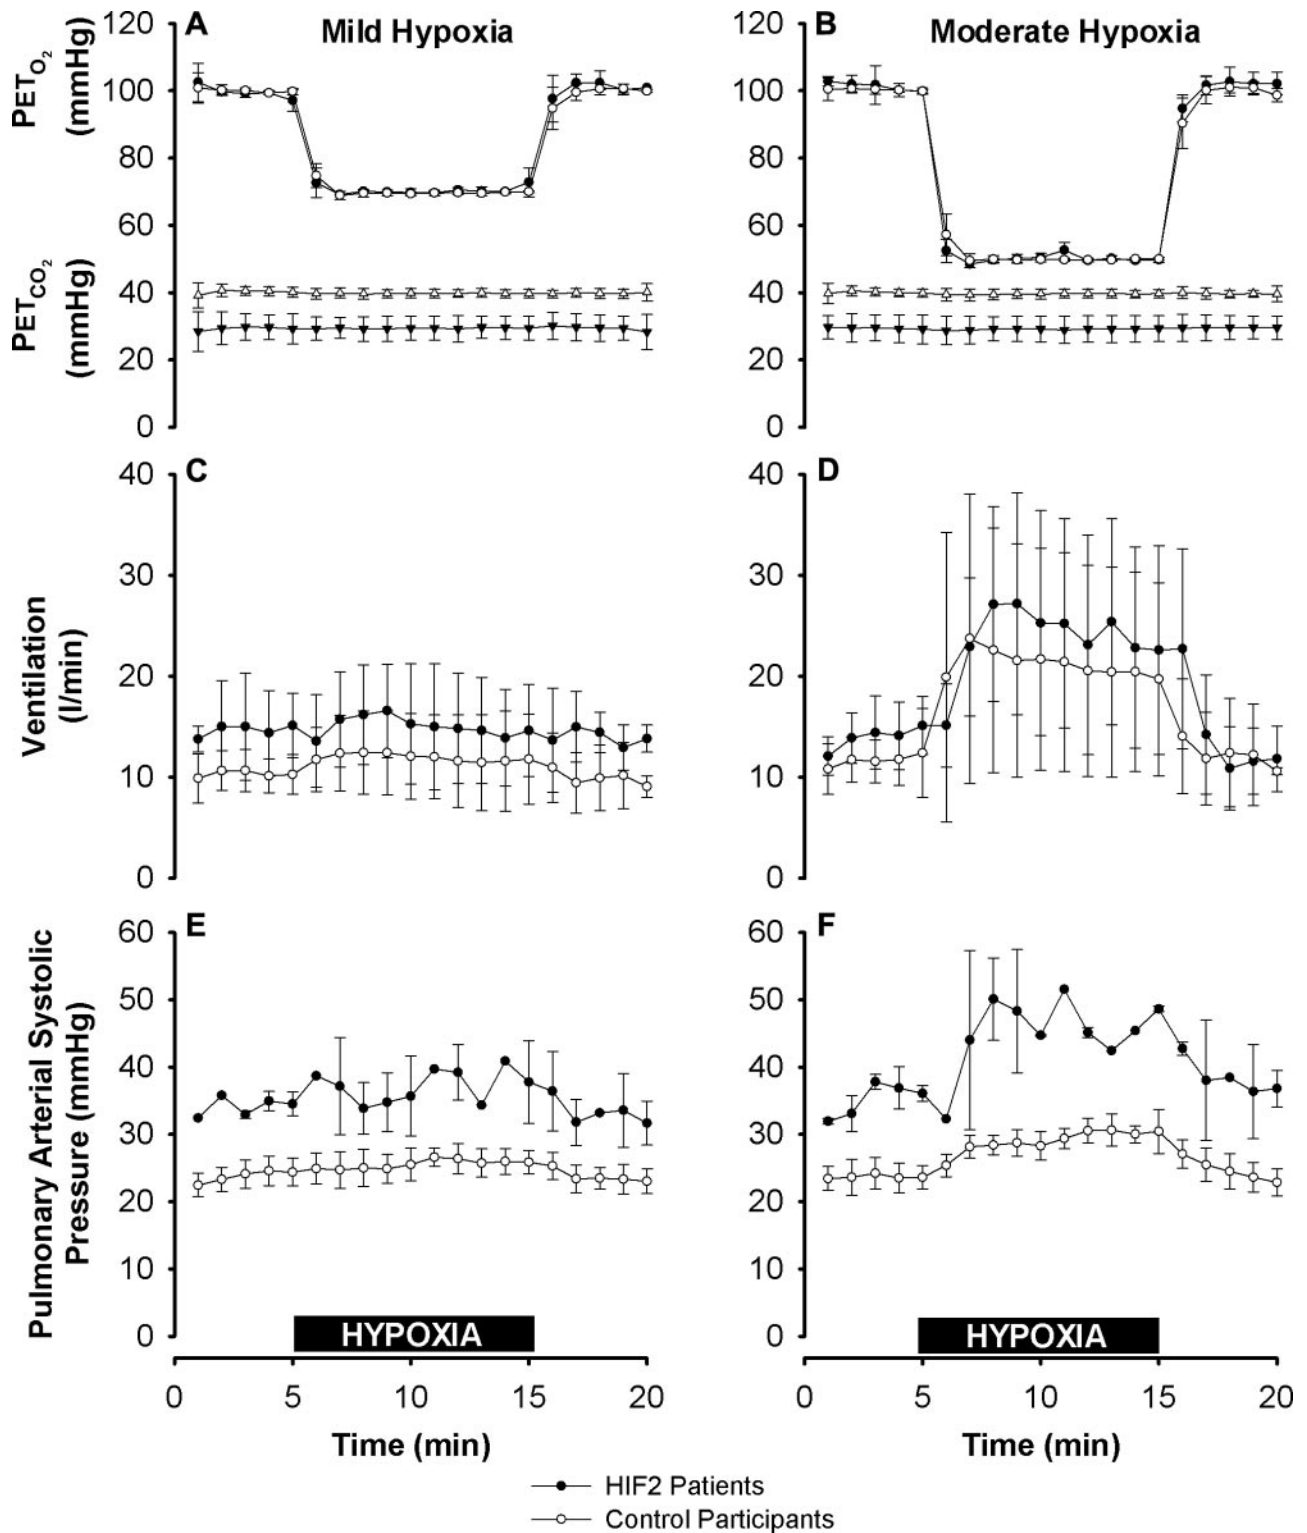 A
Mild Hypoxia
B
Moderate Hypoxia
PETO2
(mmHg)
PETCO2
(mmHg)
120
100
80
60
40
20
0
120
100
80
60
40
20
0
C
D
Ventilation
(l/min)
40
30
20
10
0
40
30
20
10
0
E
F
Pulmonary Arterial Systolic
Pressure (mmHg)
60
50
40
30
20
10
0
60
50
40
30
20
10
0
HYPOXIA
HYPOXIA
0 5 10 15 20
0 5 10 15 20
Time (min)
Time (min)
HIF2 Patients
Control Participants